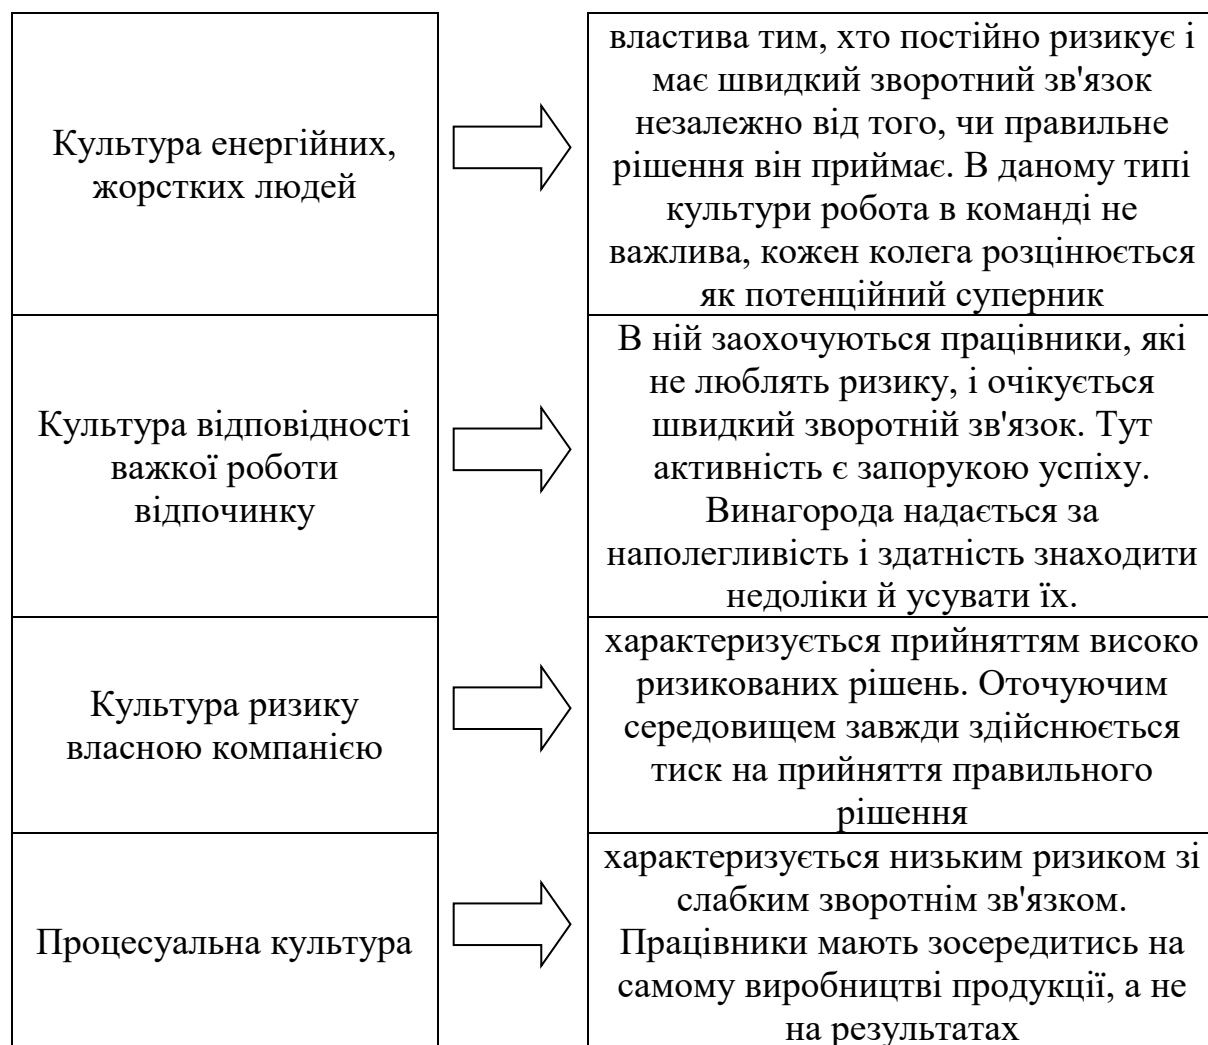 Культура енергійних,
жорстких людей
властива тим, хто постійно ризикує і
має швидкий зворотний зв'язок
незалежно від того, чи правильне
рішення він приймає. В даному типі
культури робота в команді не
важлива, кожен колега розцінюється
як потенційний суперник
Культура відповідності
важкої роботи
відпочинку
В ній заохочуються працівники, які
не люблять ризику, і очікується
швидкий зворотній зв'язок. Тут
активність є запорукою успіху.
Винагорода надається за
наполегливість і здатність знаходити
недоліки й усувати їх.
Культура ризику
власною компанією
характеризується прийняттям високо
ризикованих рішень. Оточуючим
середовищем завжди здійснюється
тиск на прийняття правильного
рішення
Процесуальна культура
характеризується низьким ризиком зі
слабким зворотнім зв'язком.
Працівники мають зосередитись на
самому виробництві продукції, а не
на результатах